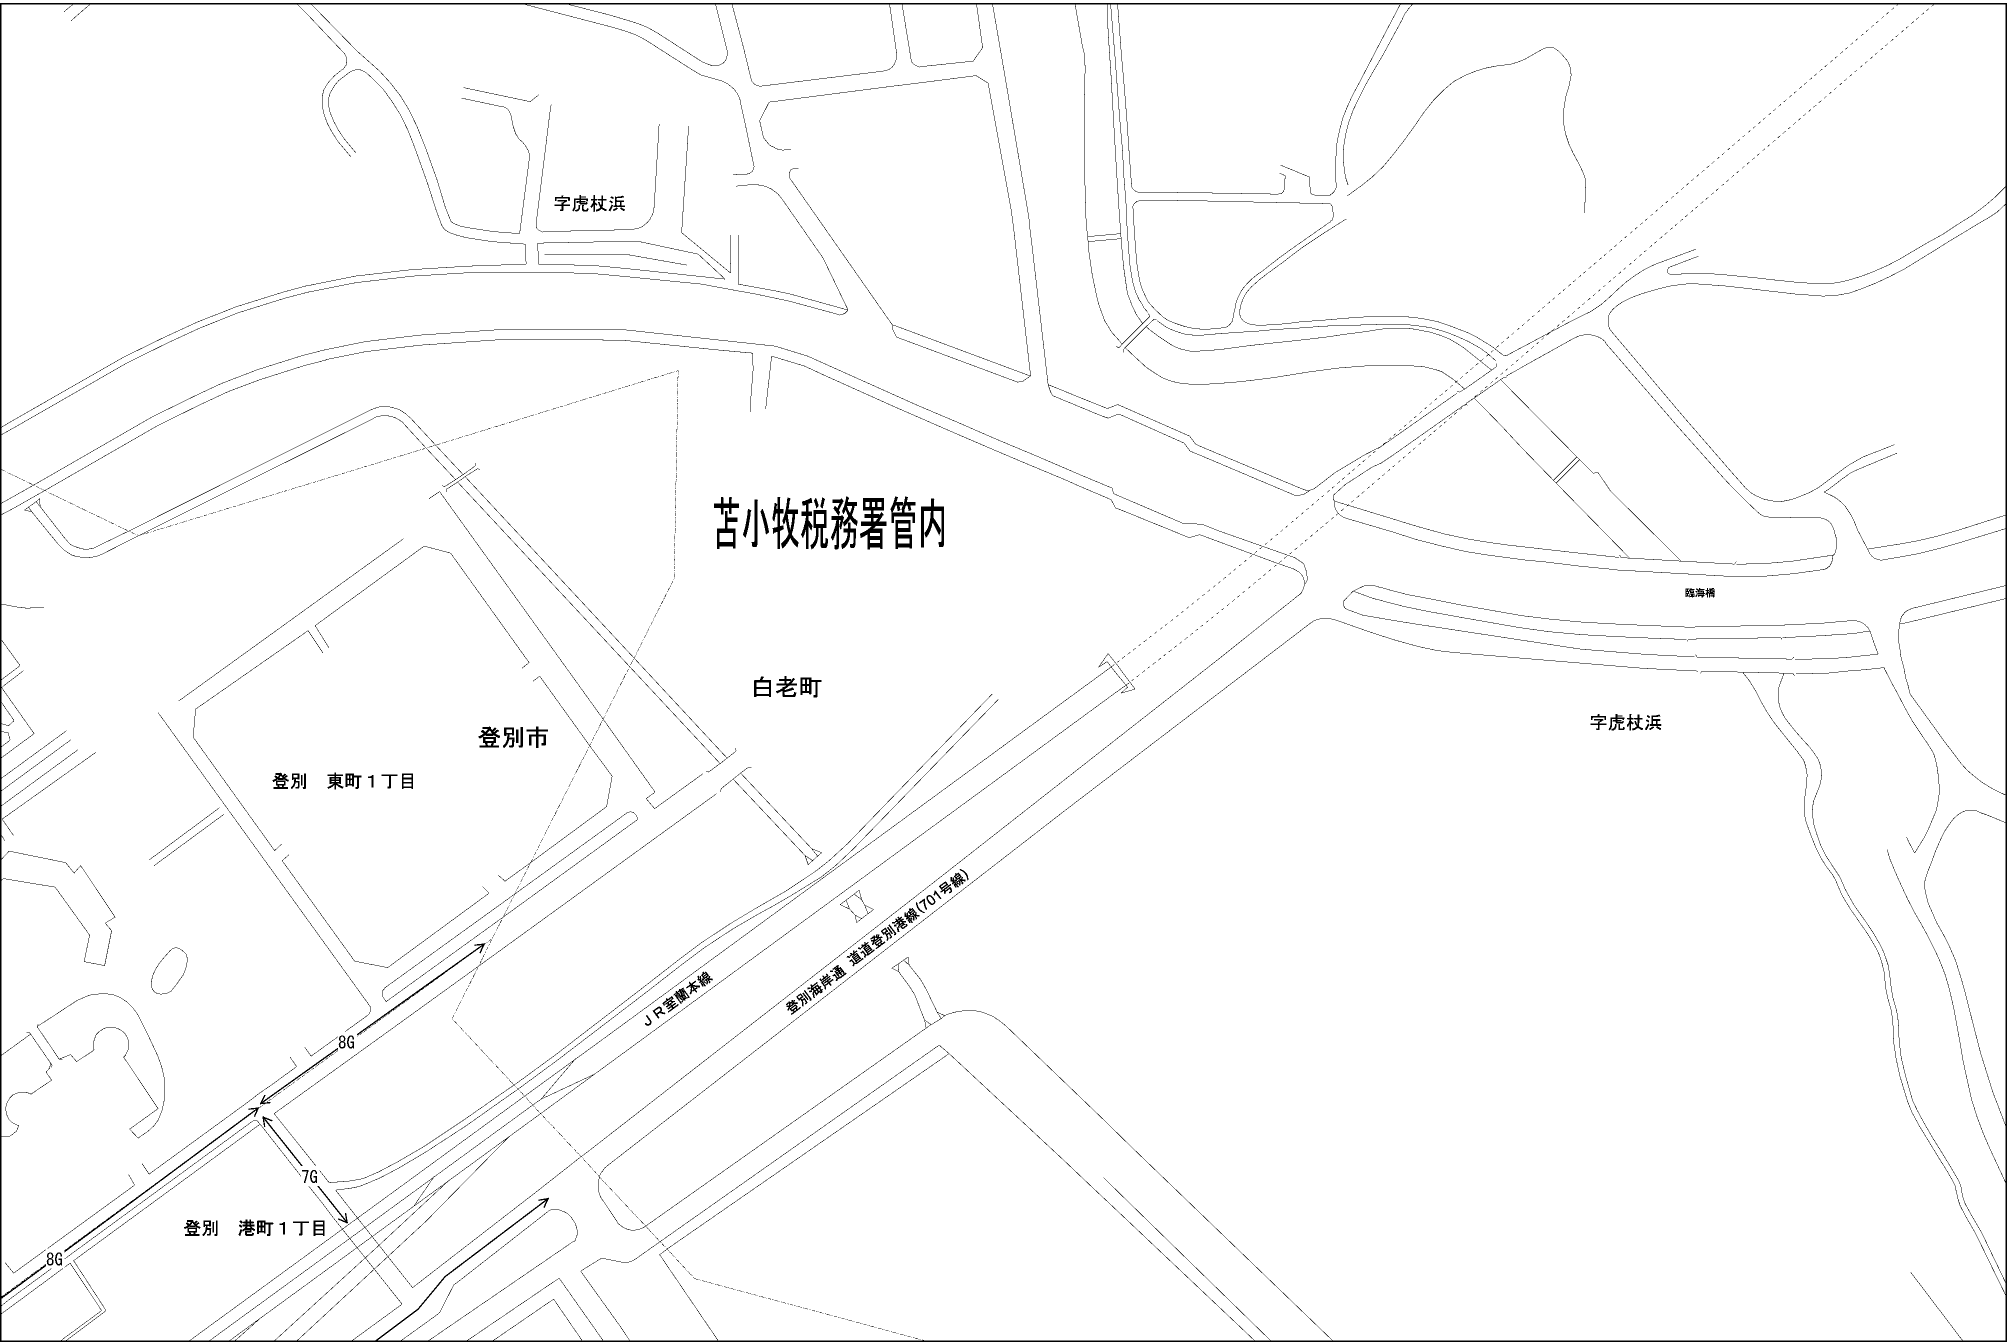 字虎杖浜
苫小牧税務署管内
臨海橋
白老町
字虎杖浜
登別市
登別　東町１丁目
登別海岸通 道道登別港線(701号線)
ＪＲ室蘭本線
8G
7G
登別　港町１丁目
8G